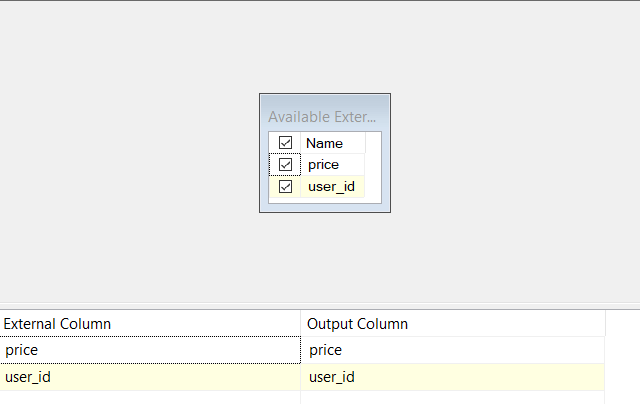 Available Exter...
Name
price
user_id
External Column Output Column
price price
user_id user_id